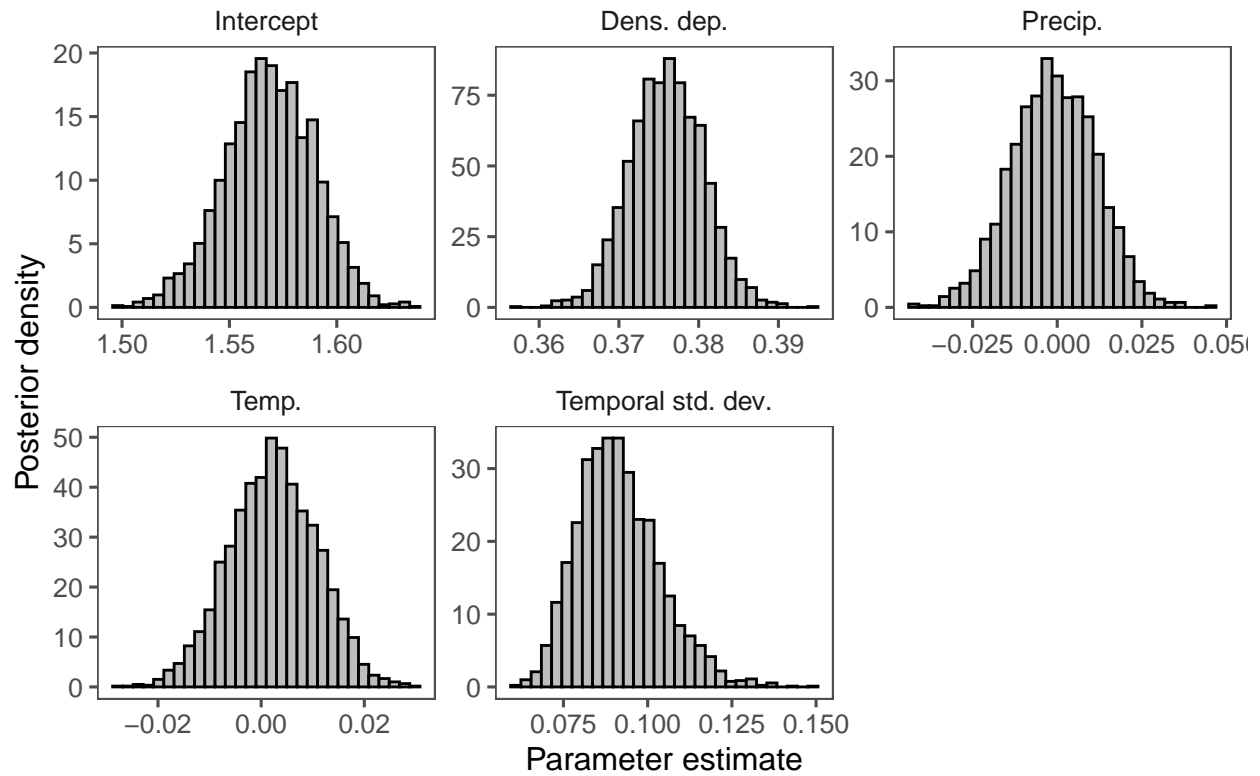 Intercept
Dens. dep.
Precip.
20
15
10
5
0
75
50
25
0
30
20
10
0
1.50 1.55 1.60
0.36 0.37 0.38 0.39
−0.025 0.000 0.025
Temp.
Temporal std. dev.
Posterior density
50
40
30
20
10
0
30
20
10
0
−0.02 0.00 0.02
0.075 0.100 0.125 0.150
Parameter estimate